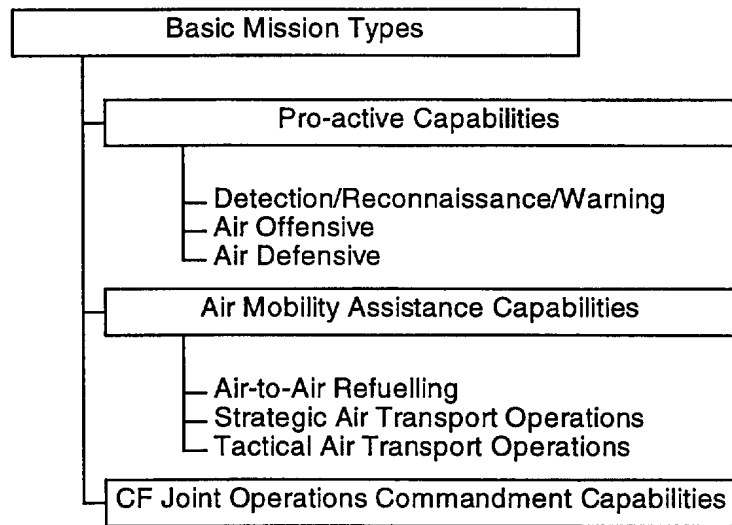 Basic Mission Types
Pro-active Capabilities
Detection/Reconnaissance/Warning
Air Offensive
Air Defensive
Air Mobility Assistance Capabilities
Air-to-Air Refuelling
Strategic Air Transport Operations
Tactical Air Transport Operations
CF Joint Operations Commandment Capabilities